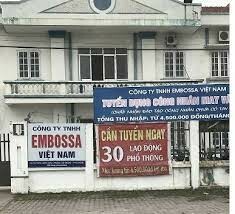 CÔNG TY TNHH EMBOSSA VIỆT NAM
TUYỂN DỤNG CÔNG NHÂN MAY
TỔNG THU NHẬP: TỪ 4.500.000 ĐỒNG/THÁNG
CÔNG TY TNHH
EMBOSSA
VIỆT NAM
CẦN TUYỂN NGAY
30 LAO ĐỘNG
PHỔ THÔNG